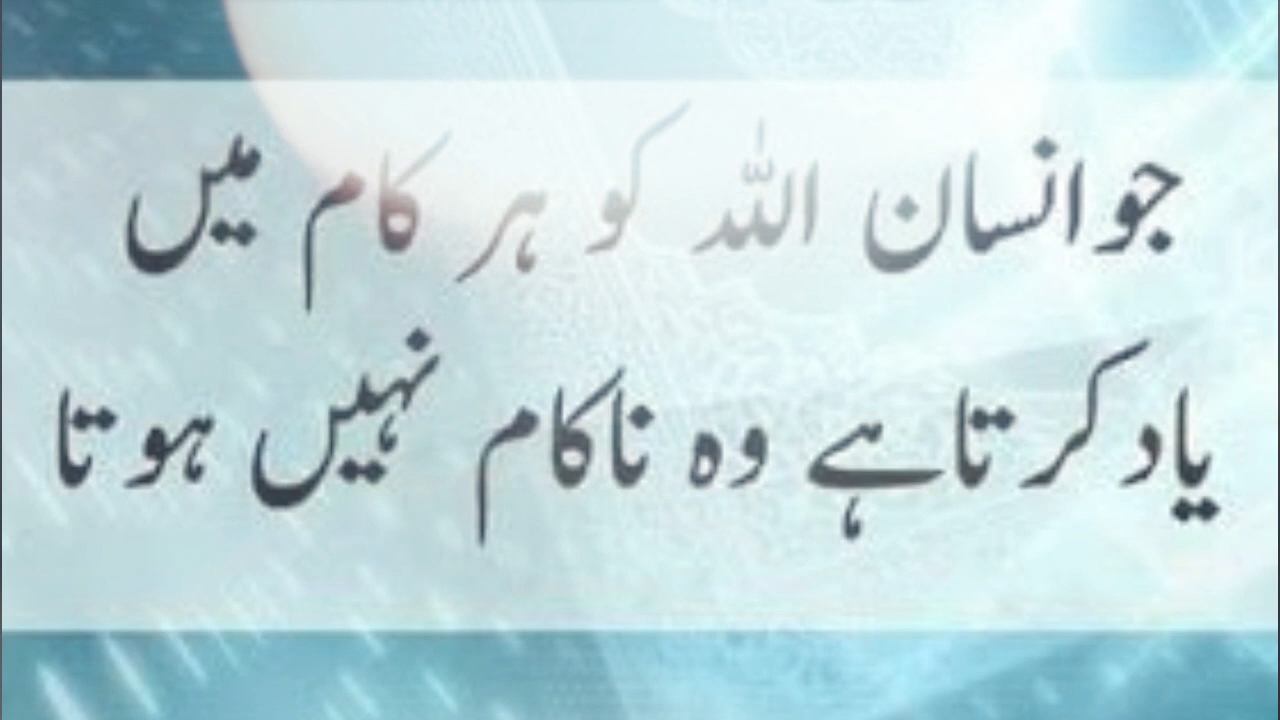 جو انسان اللہ کو ہر کام میں
یاد کرتا ہے وہ ناکام نہیں ہوتا